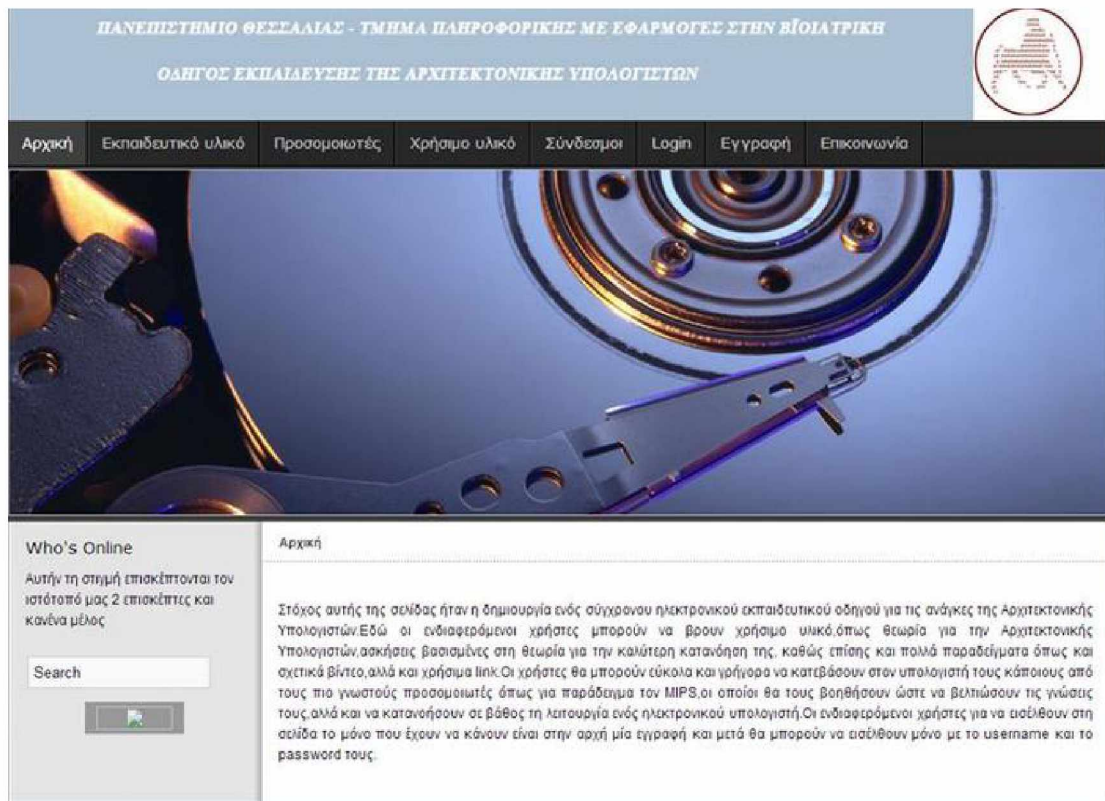 ΠΑΝΕΠΙΣΤΗΜΙΟ ΘΕΣΣΑΛΙΑΣ - ΤΜΗΜΑ ΠΛΗΡΟΦΟΡΙΚΗΣ ΜΕ ΕΦΑΡΜΟΓΕΣ ΣΤΗΝ ΒΪΟΙΑΤΡΙΚΗ
ΟΔΗΓΟΣ ΕΚΠΑΙΔΕΥΣΗΣ ΤΗΣ ΑΡΧΙΤΕΚΤΟΝΙΚΗΣ ΥΠΟΛΟΓΙΣΤΩΝ
Αρχική Εκπαιδευτικό υλικό Προσομοιωτές Χρήσιμο υλικό Σύνδεσμοι Login Εγγραφή Επικοινωνία
Who's Online
Αυτήν τη στιγμή επισκέπτονται τον
ιστότοπό μας 2 επισκέπτες και
κανένα μέλος
Search
Αρχική
Στόχος αυτής της σελίδας ήταν η δημιουργία ενός σύγχρονου ηλεκτρονικού εκπαιδευτικού οδηγού για τις ανάγκες της Αρχιτεκτονικής
Υπολογιστών.Εδώ οι ενδιαφερόμενοι χρήστες μπορούν να βρουν χρήσιμο υλικό,όπως θεωρία για την Αρχιτεκτονικής
Υπολογιστών,ασκήσεις βασισμένες στη θεωρία για την καλύτερη κατανόηση της, καθώς επίσης και πολλά παραδείγματα όπως και
σχετικά βίντεο,αλλά και χρήσιμα link.Οι χρήστες θα μπορούν εύκολα και γρήγορα να κατεβάσουν στον υπολογιστή τους κάποιους από
τους πιο γνωστούς προσομοιωτές όπως για παράδειγμα τον MIPS,οι οποίοι θα τους βοηθήσουν ώστε να βελτιώσουν τις γνώσεις
τους,αλλά και να κατανοήσουν σε βάθος τη λειτουργία ενός ηλεκτρονικού υπολογιστή.Οι ενδιαφερόμενοι χρήστες για να εισέλθουν στη
σελίδα το μόνο που έχουν να κάνουν είναι στην αρχή μία εγγραφή και μετά θα μπορούν να εισέλθουν μόνο με το username και το
password τους.